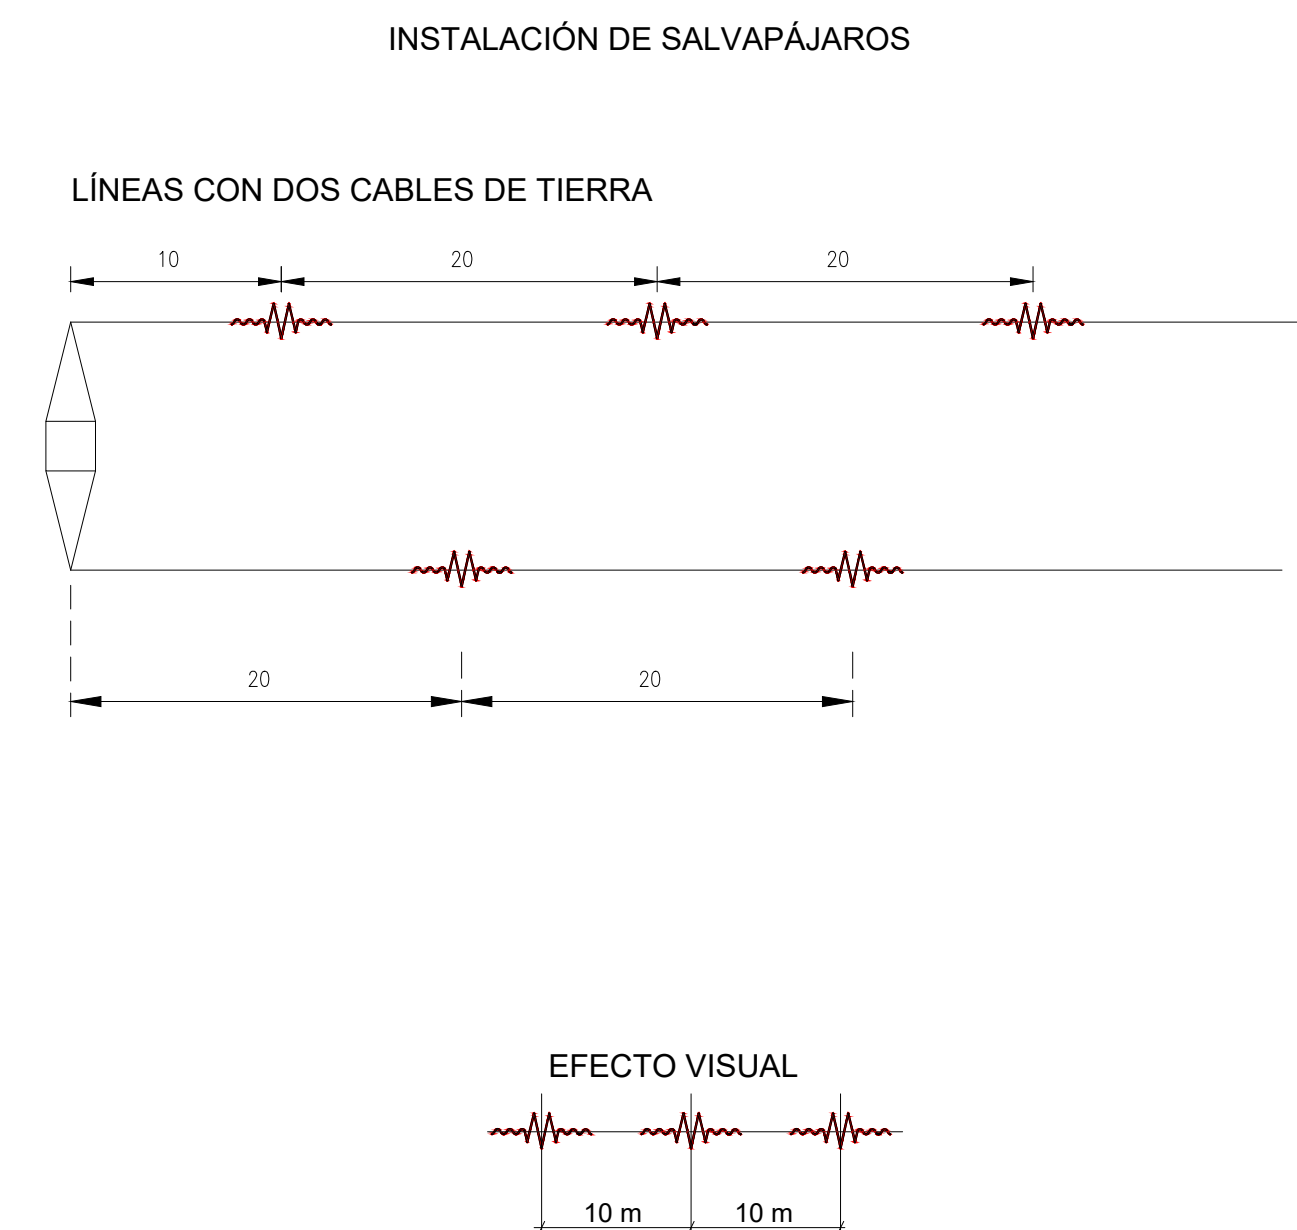 INSTALACIÓN DE SALVAPÁJAROS
LÍNEAS CON DOS CABLES DE TIERRA
10 20 20
20 20
EFECTO VISUAL
10 m 10 m